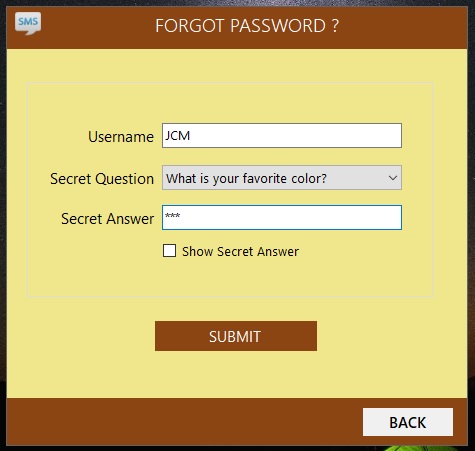 SMS
FORGOT PASSWORD ?
Username JCM
Secret Question What is your favorite color?
Secret Answer ***
Show Secret Answer
SUBMIT
BACK